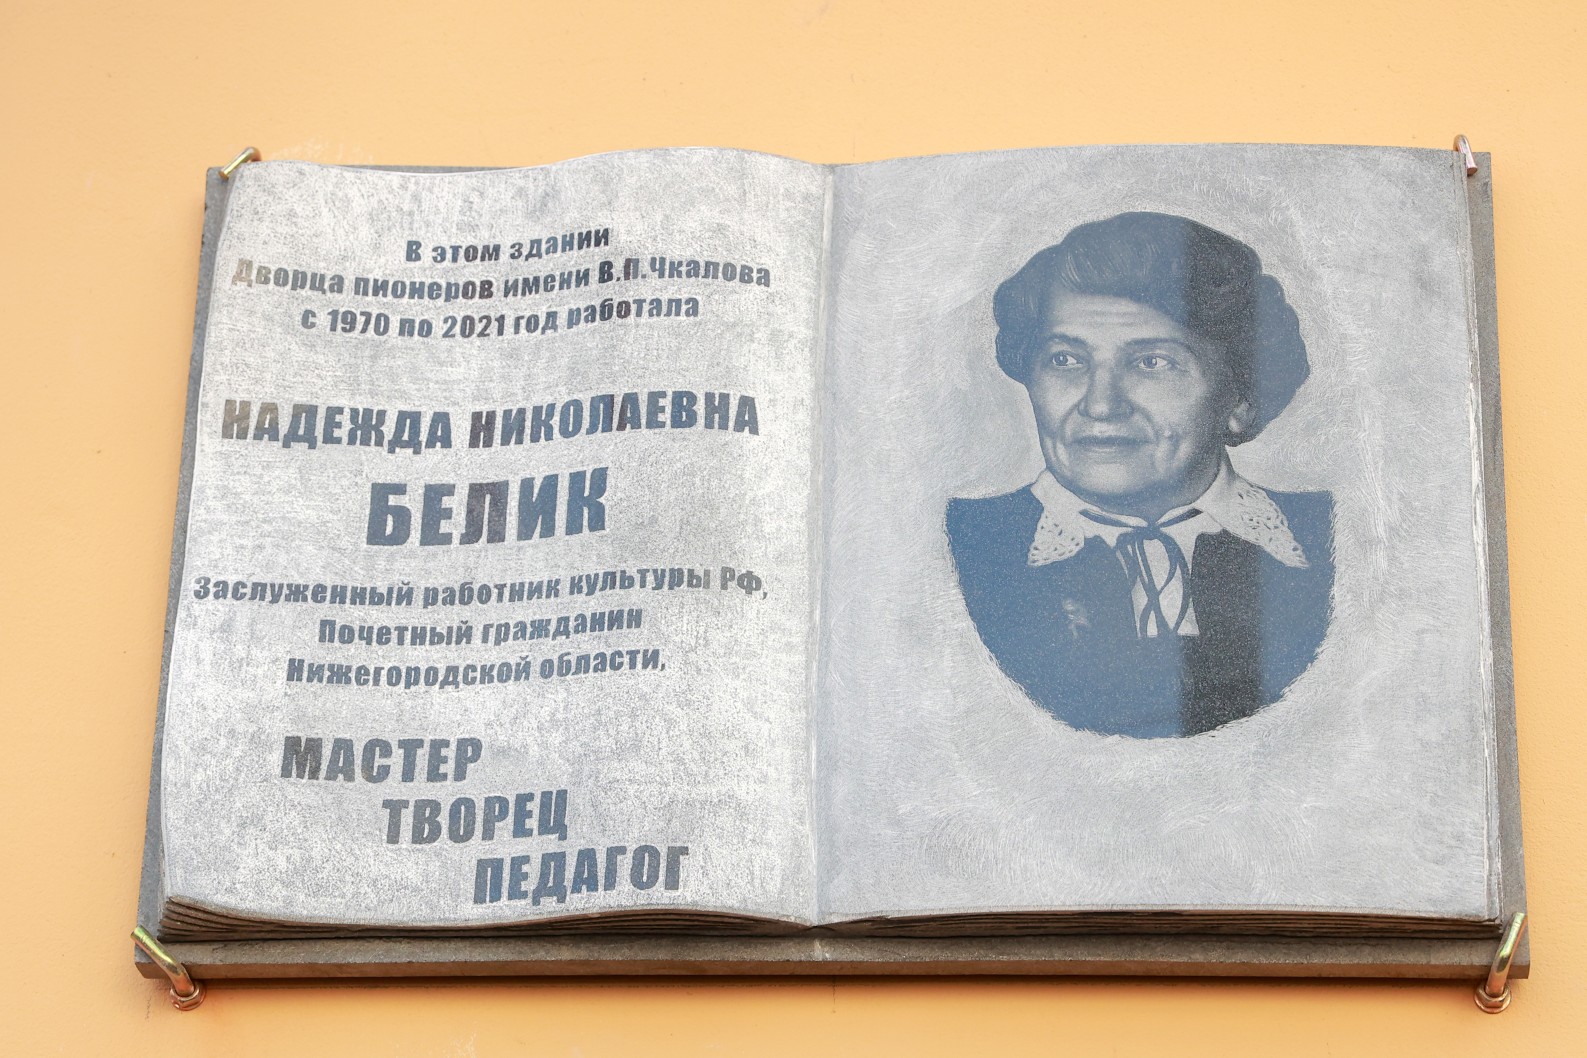 В этом здании
Дворца пионеров имени В.П.Чкалова
с 1970 по 2021 год работала
НАДЕЖДА НИКОЛАЕВНА
БЕЛИК
Заслуженный работник культуры РФ,
Почетный гражданин
Нижегородской области,
МАСТЕР
ТВОРЕЦ
ПЕДАГОГ